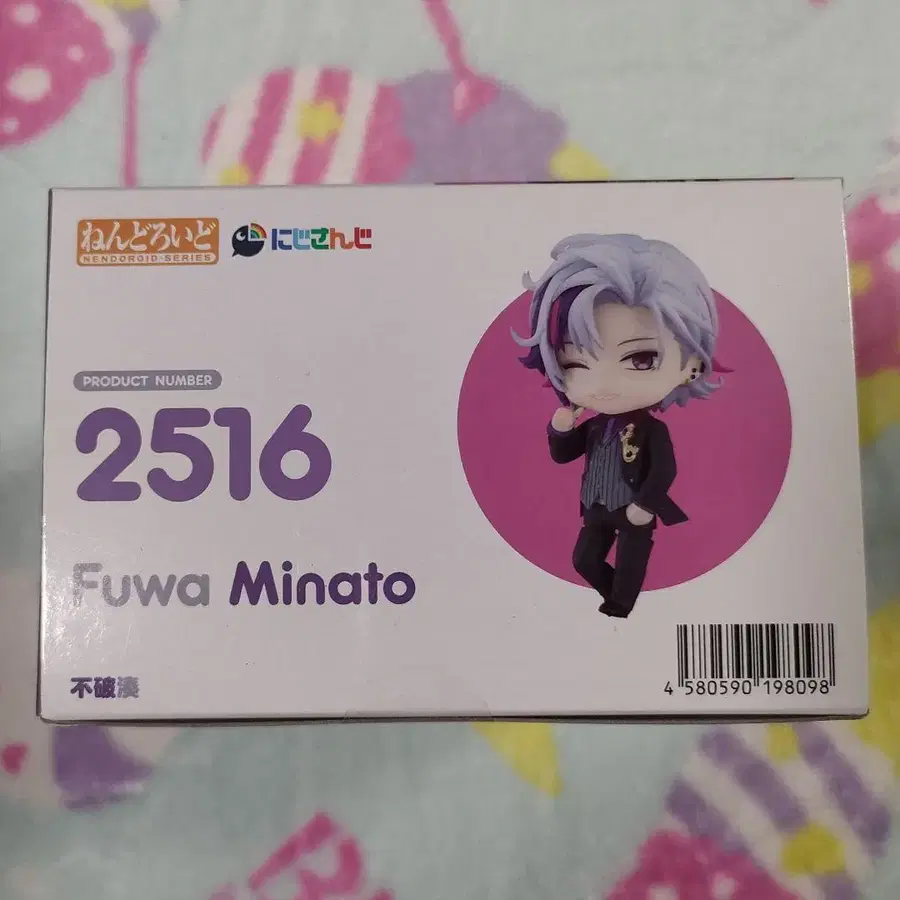 ねんどろいど
NENDOROID SERIES
にじさんじ
PRODUCT NUMBER
2516
Fuwa Minato
不破湊
4 580590 198098